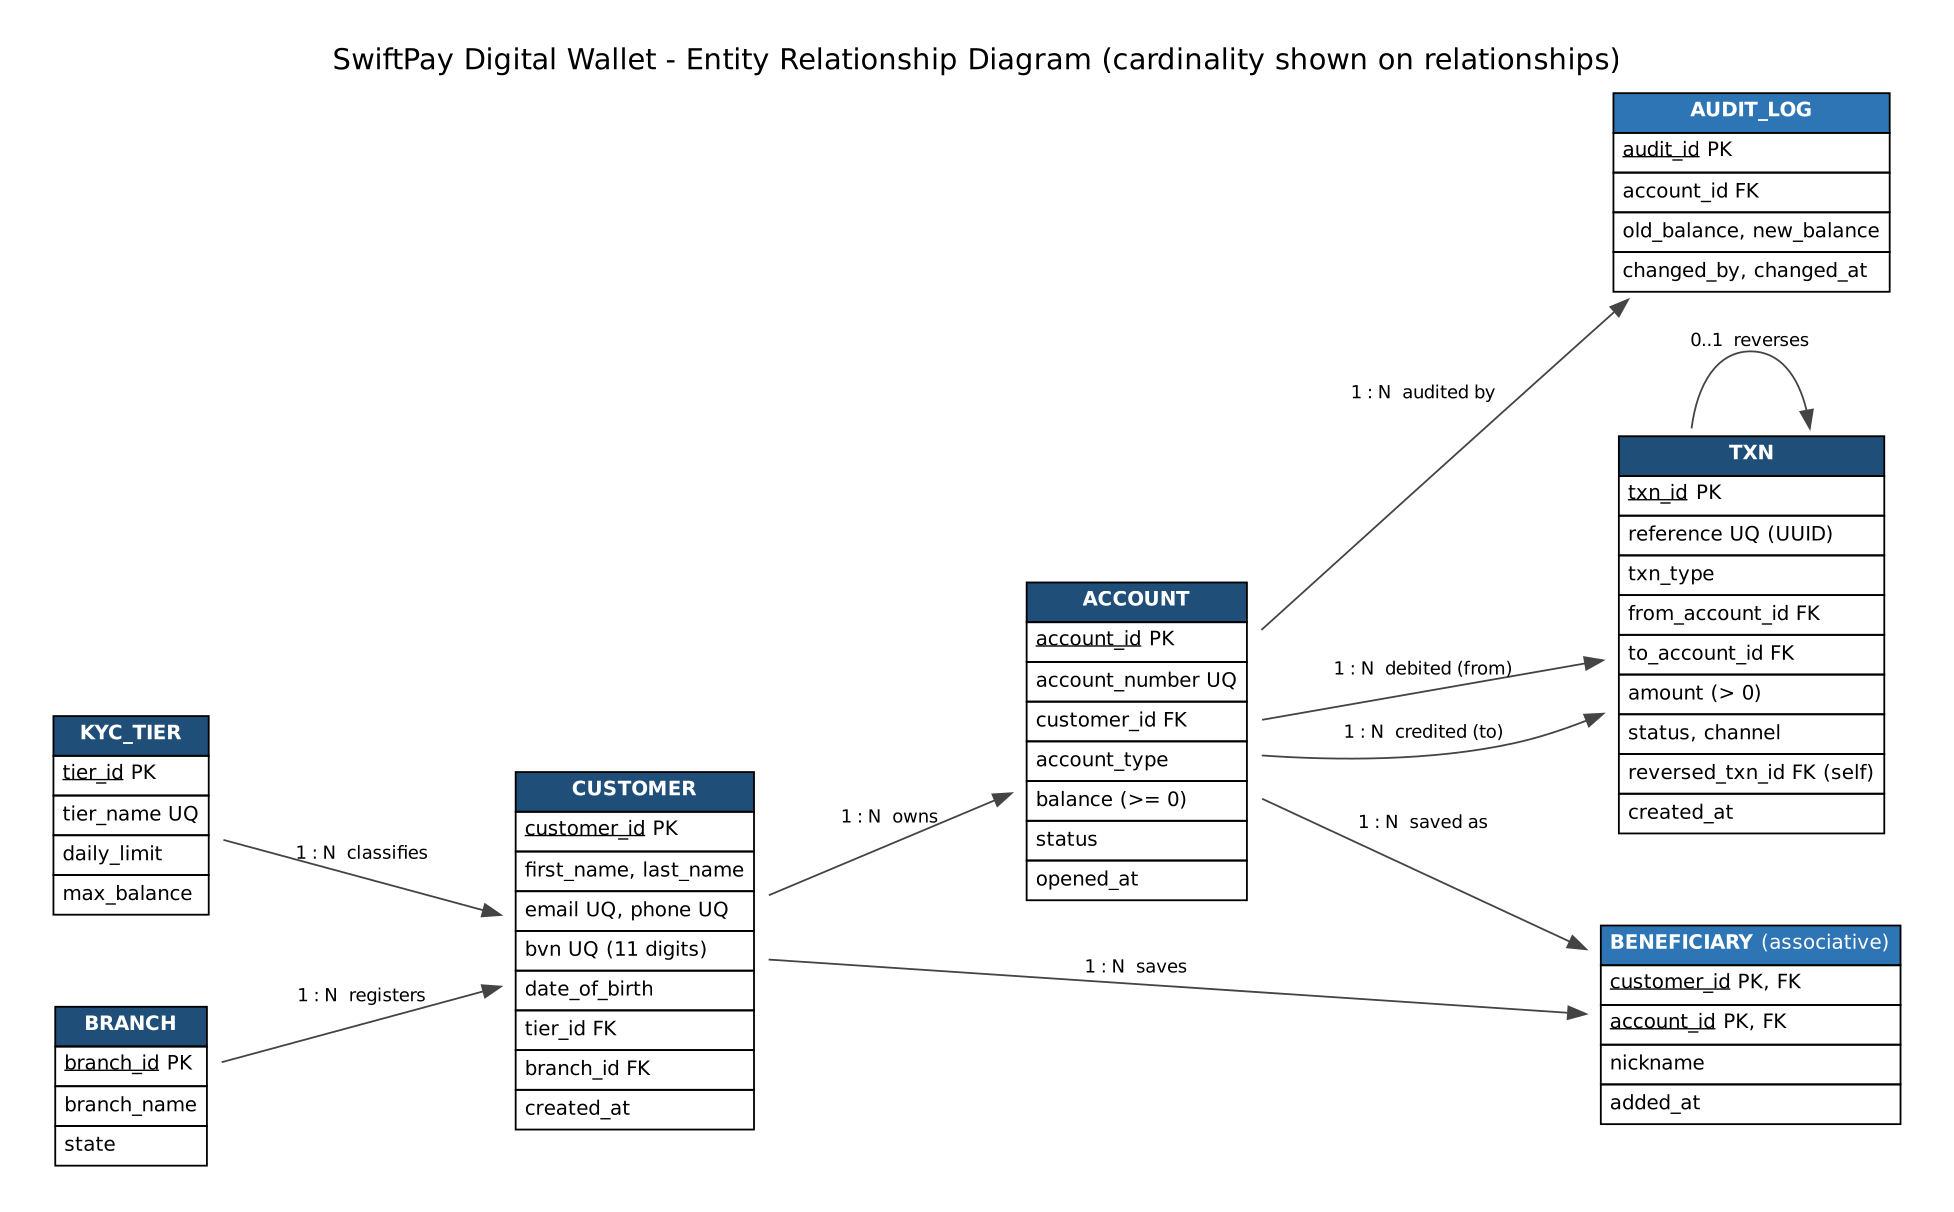 SwiftPay Digital Wallet - Entity Relationship Diagram (cardinality shown on relationships)
AUDIT_LOG
audit_id PK
account_id FK
old_balance, new_balance
changed_by, changed_at
1 : N audited by
0..1 reverses
TXN
txn_id PK
reference UQ (UUID)
txn_type
from_account_id FK
to_account_id FK
amount (> 0)
status, channel
reversed_txn_id FK (self)
created_at
ACCOUNT
account_id PK
account_number UQ
customer_id FK
account_type
balance (>= 0)
status
opened_at
1 : N debited (from)
1 : N credited (to)
1 : N saved as
KYC_TIER
tier_id PK
tier_name UQ
daily_limit
max_balance
1 : N classifies
CUSTOMER
customer_id PK
first_name, last_name
email UQ, phone UQ
bvn UQ (11 digits)
date_of_birth
tier_id FK
branch_id FK
created_at
1 : N owns
1 : N saves
BENEFICIARY (associative)
customer_id PK, FK
account_id PK, FK
nickname
added_at
1 : N registers
BRANCH
branch_id PK
branch_name
state